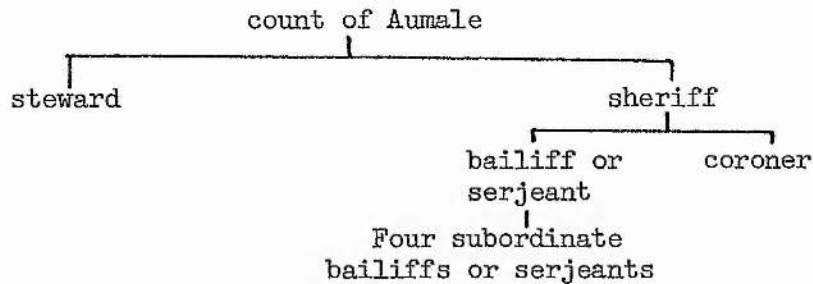 count of Aumale
steward sheriff
bailiff or coroner
serjeant
Four subordinate
bailiffs or serjeants